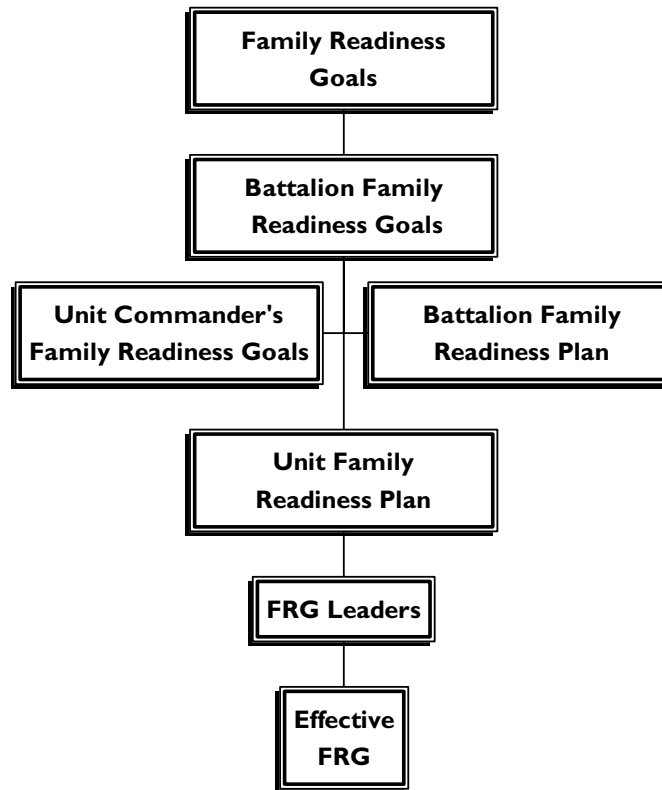 Family Readiness
Goals
Battalion Family
Readiness Goals
Unit Commander's
Family Readiness Goals
Battalion Family
Readiness Plan
Unit Family
Readiness Plan
FRG Leaders
Effective
FRG